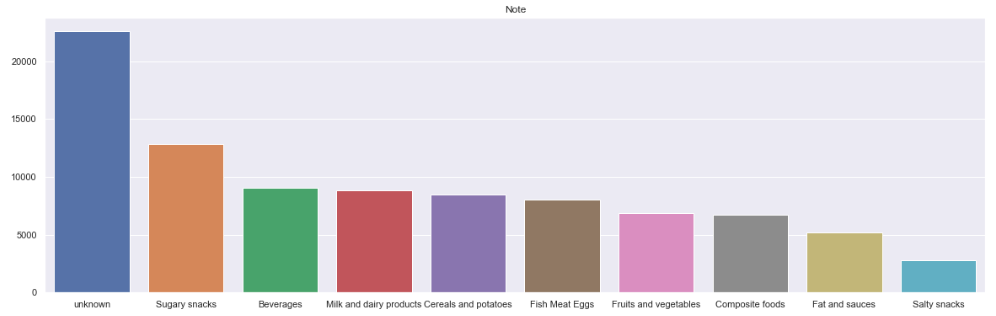 Note
20000
15000
10000
5000
0
unknown Sugary snacks Beverages Milk and dairy products Cereals and potatoes Fish Meat Eggs Fruits and vegetables Composite foods Fat and sauces Salty snacks